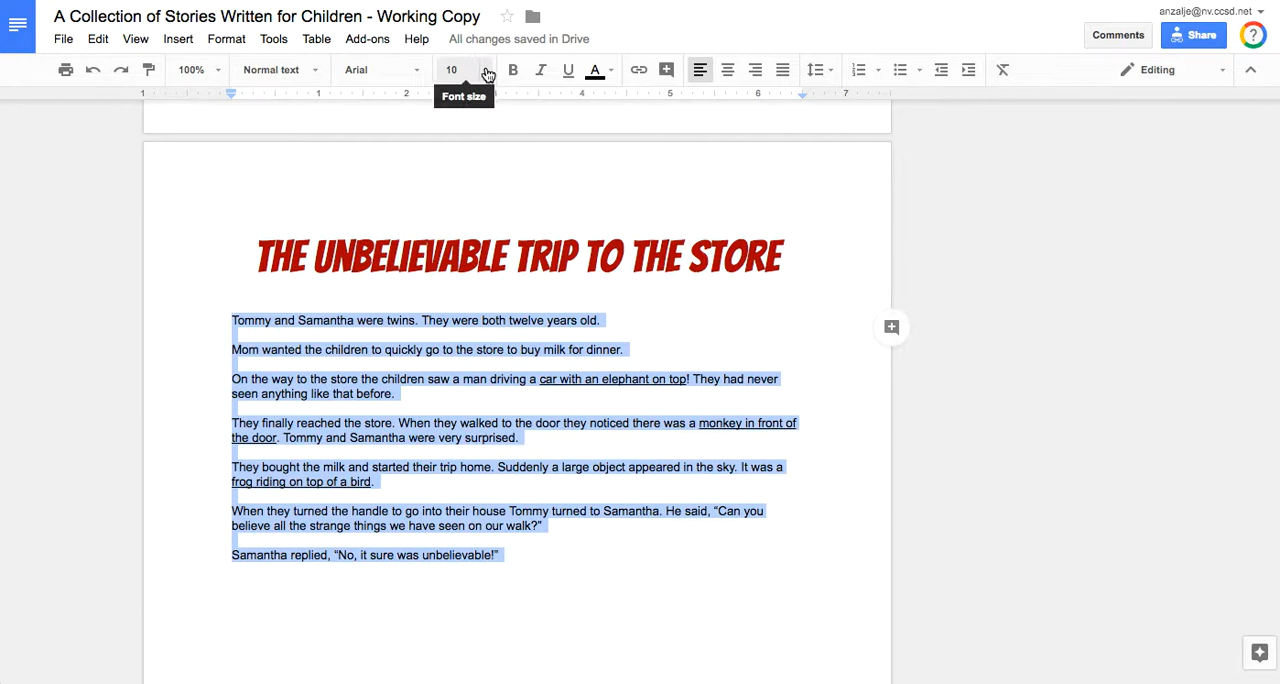 A Collection of Stories Written for Children - Working Copy
anzalje@nv.ccsd.net
File Edit View Insert Format Tools Table Add-ons Help All changes saved in Drive
Comments Share ?
100% Normal text Arial 10 B I U A Editing
Font size
1 1 2 4 5 6 7
THE UNBELIEVABLE TRIP TO THE STORE
Tommy and Samantha were twins. They were both twelve years old.
Mom wanted the children to quickly go to the store to buy milk for dinner.
On the way to the store the children saw a man driving a car with an elephant on top! They had never
seen anything like that before.
They finally reached the store. When they walked to the door they noticed there was a monkey in front of
the door. Tommy and Samantha were very surprised.
They bought the milk and started their trip home. Suddenly a large object appeared in the sky. It was a
frog riding on top of a bird.
When they turned the handle to go into their house Tommy turned to Samantha. He said, “Can you
believe all the strange things we have seen on our walk?”
Samantha replied, “No, it sure was unbelievable!”